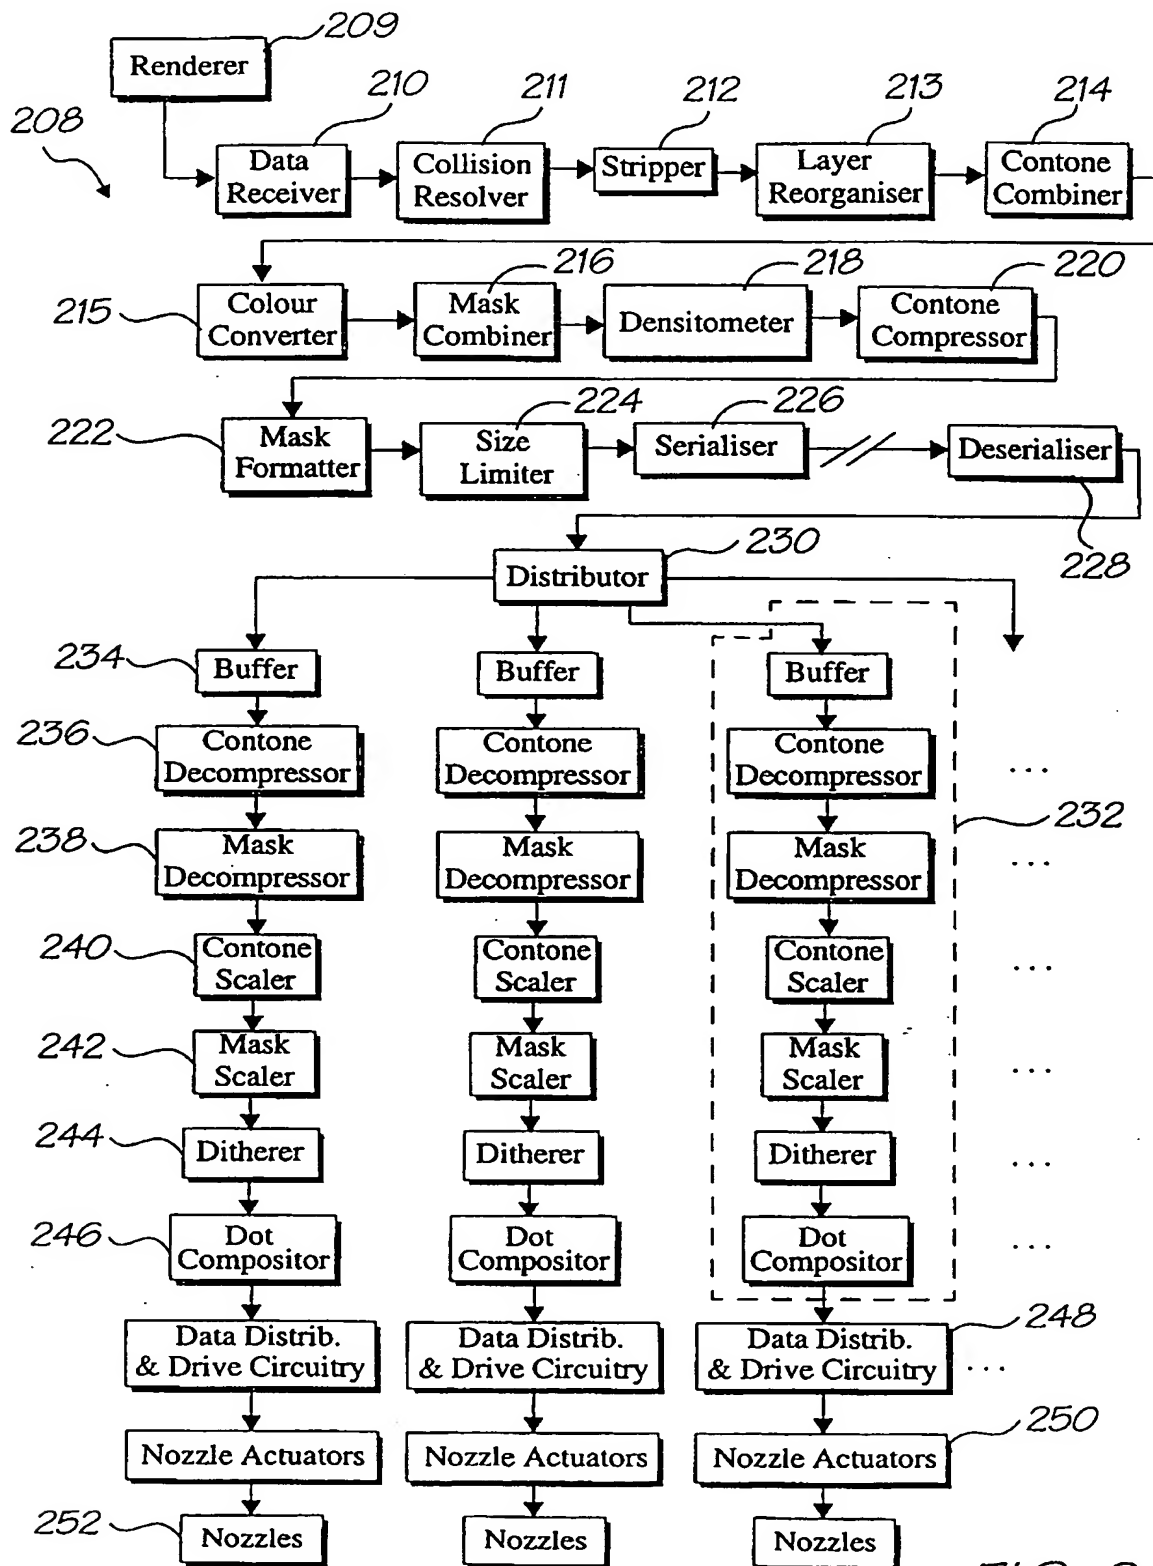 209
Renderer
210
211
212
213
214
208
Data
Receiver
Collision
Resolver
Stripper
Layer
Reorganiser
Contone
Combiner
216
218
220
215
Colour
Converter
Mask
Combiner
Densitometer
Contone
Compressor
222
224
226
Mask
Formatter
Size
Limiter
Serialiser
Deserialiser
228
230
Distributor
234
Buffer
Buffer
Buffer
236
Contone
Decompressor
Contone
Decompressor
Contone
Decompressor
...
232
238
Mask
Decompressor
Mask
Decompressor
Mask
Decompressor
...
240
Contone
Scaler
Contone
Scaler
Contone
Scaler
...
242
Mask
Scaler
Mask
Scaler
Mask
Scaler
...
244
Ditherer
Ditherer
Ditherer
...
246
Dot
Compositor
Dot
Compositor
Dot
Compositor
...
248
Data Distrib.
& Drive Circuitry
Data Distrib.
& Drive Circuitry
Data Distrib.
& Drive Circuitry
...
250
Nozzle Actuators
Nozzle Actuators
Nozzle Actuators
252
Nozzles
Nozzles
Nozzles